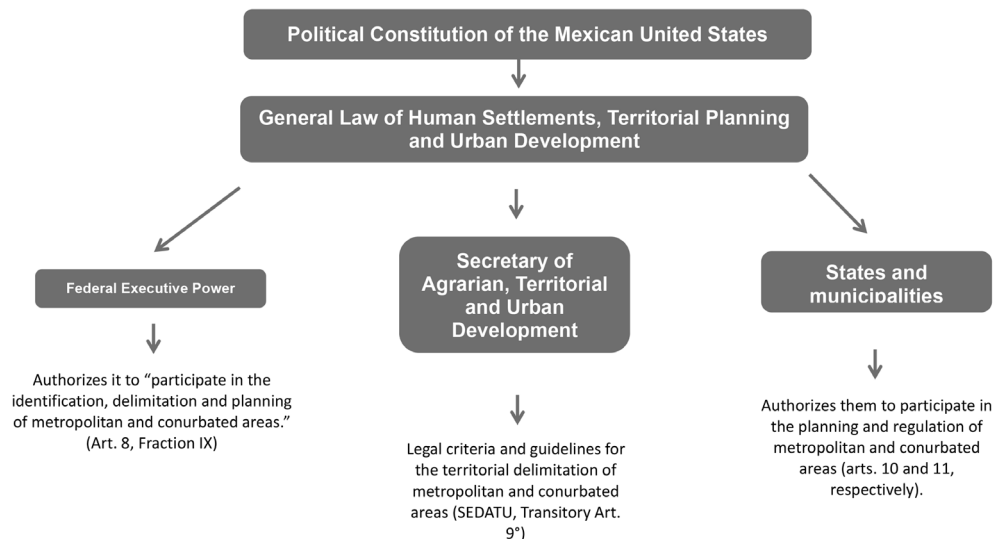 Political Constitution of the Mexican United States
General Law of Human Settlements, Territorial Planning
and Urban Development
Federal Executive Power
Authorizes it to “participate in the
identification, delimitation and planning
of metropolitan and conurbated areas.”
(Art. 8, Fraction IX)
Secretary of
Agrarian, Territorial
and Urban
Development
Legal criteria and guidelines for
the territorial delimitation of
metropolitan and conurbated
areas (SEDATU, Transitory Art.
9°)
States and
municipalities
Authorizes them to participate in
the planning and regulation of
metropolitan and conurbated
areas (arts. 10 and 11,
respectively).